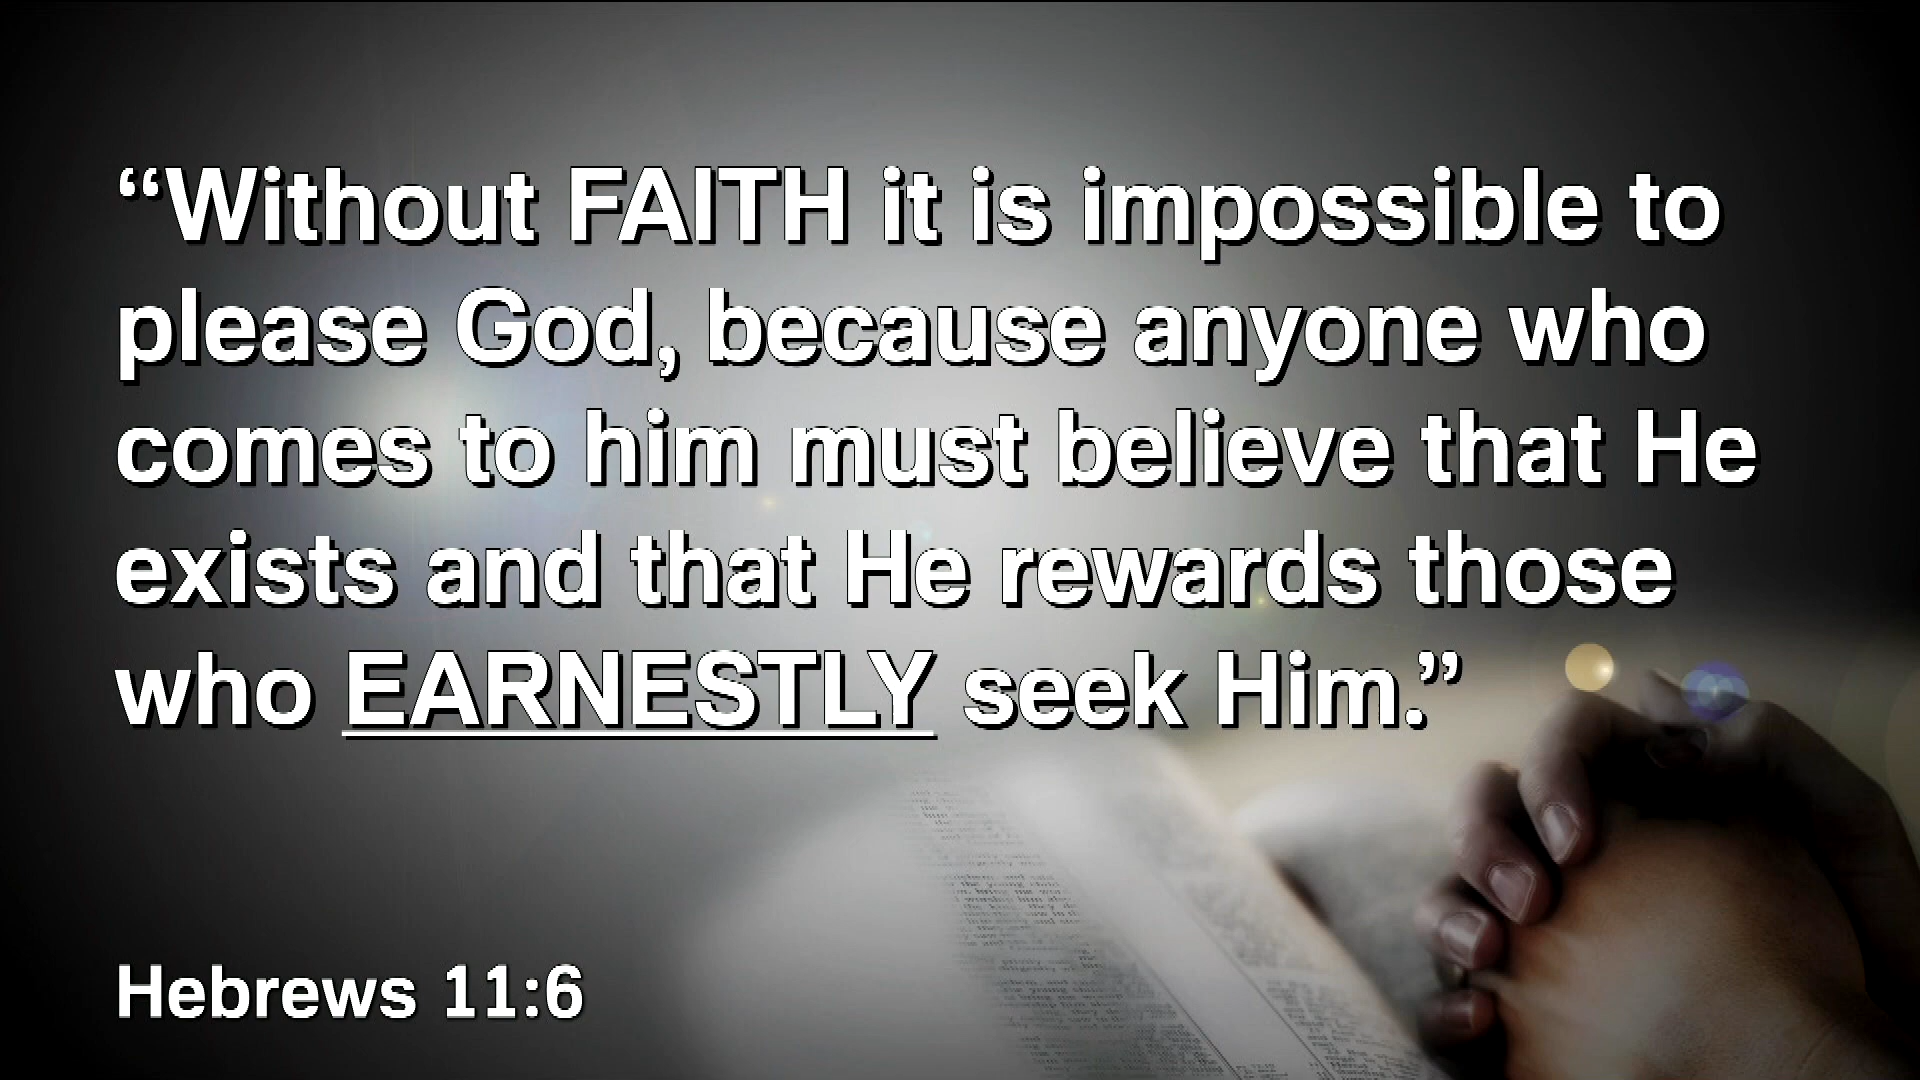 “Without FAITH it is impossible to
please God, because anyone who
comes to him must believe that He
exists and that He rewards those
who EARNESTLY seek Him.”
Hebrews 11:6